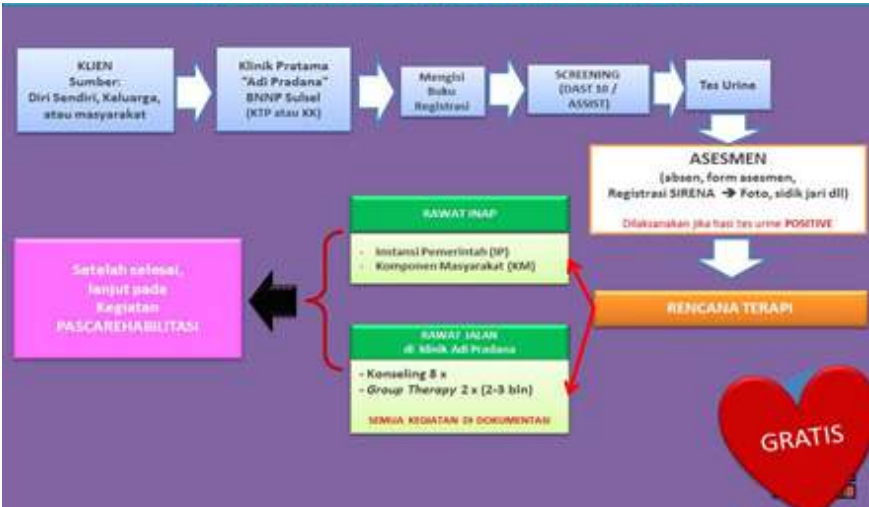 KLIEN
Sumber:
Diri Sendiri, Keluarga,
atau masyarakat
Klinik Pratama
"Adi Pradana"
BNNP Sulsel
(KTP atau KK)
Mengisi
Buku
Registrasi
SCREENING
(DAST 10 /
ASSIST)
Tes Urine
ASESMEN
(absen, form asesmen,
Registrasi SIRENA ➔ Foto, sidik jari dll)
Dilaksanakan jika hasi tes urine POSITIVE
RENCANA TERAPI
RAWAT INAP
- Instansi Pemerintah (IP)
- Komponen Masyarakat (KM)
RAWAT JALAN
di klinik Adi Pradana
- Konseling 8 x
- Group Therapy 2 x (2-3 bln)
SEMUA KEGIATAN DI DOKUMENTASI
Setelah selesai,
lanjut pada
Kegiatan
PASCAREHABILITASI
GRATIS